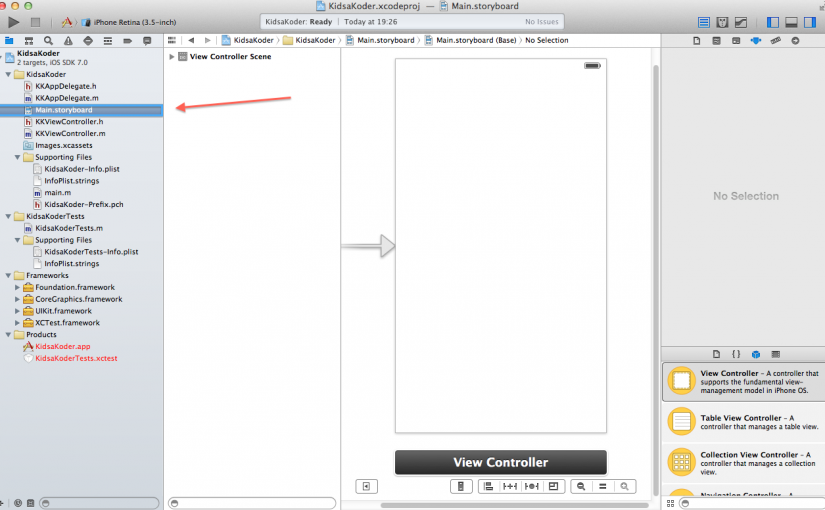 KidsaKoder.xcodeproj — Main.storyboard
iPhone Retina (3.5-inch)
KidsaKoder: Ready | Today at 19:26
No Issues
KidsaKoder
2 targets, iOS SDK 7.0
KidsaKoder
KKAppDelegate.h
KKAppDelegate.m
Main.storyboard
KKViewController.h
KKViewController.m
Images.xcassets
Supporting Files
KidsaKoder-Info.plist
InfoPlist.strings
main.m
KidsaKoder-Prefix.pch
KidsaKoderTests
KidsaKoderTests.m
Supporting Files
KidsaKoderTests-Info.plist
InfoPlist.strings
Frameworks
Foundation.framework
CoreGraphics.framework
UIKit.framework
XCTest.framework
Products
KidsaKoder.app
KidsaKoderTests.xctest
KidsaKoder
KidsaKoder
Main.storyboard
Main.storyboard (Base)
No Selection
View Controller Scene
View Controller
No Selection
View Controller – A controller that
supports the fundamental view-
management model in iPhone OS.
Table View Controller – A
controller that manages a table view.
Collection View Controller – A
controller that manages a collection
view.
Navigation Controller – A